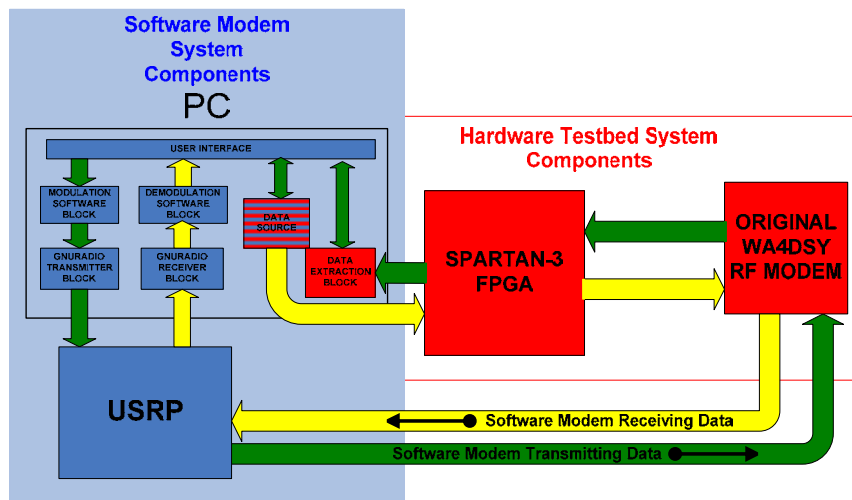 Software Modem
System
Components
PC
USER INTERFACE
MODULATION
SOFTWARE
BLOCK
DEMODULATION
SOFTWARE
BLOCK
DATA
SOURCE
GNURADIO
TRANSMITTER
BLOCK
GNURADIO
RECEIVER
BLOCK
DATA
EXTRACTION
BLOCK
USRP
Hardware Testbed System
Components
SPARTAN-3
FPGA
ORIGINAL
WA4DSY
RF MODEM
Software Modem Receiving Data
Software Modem Transmitting Data